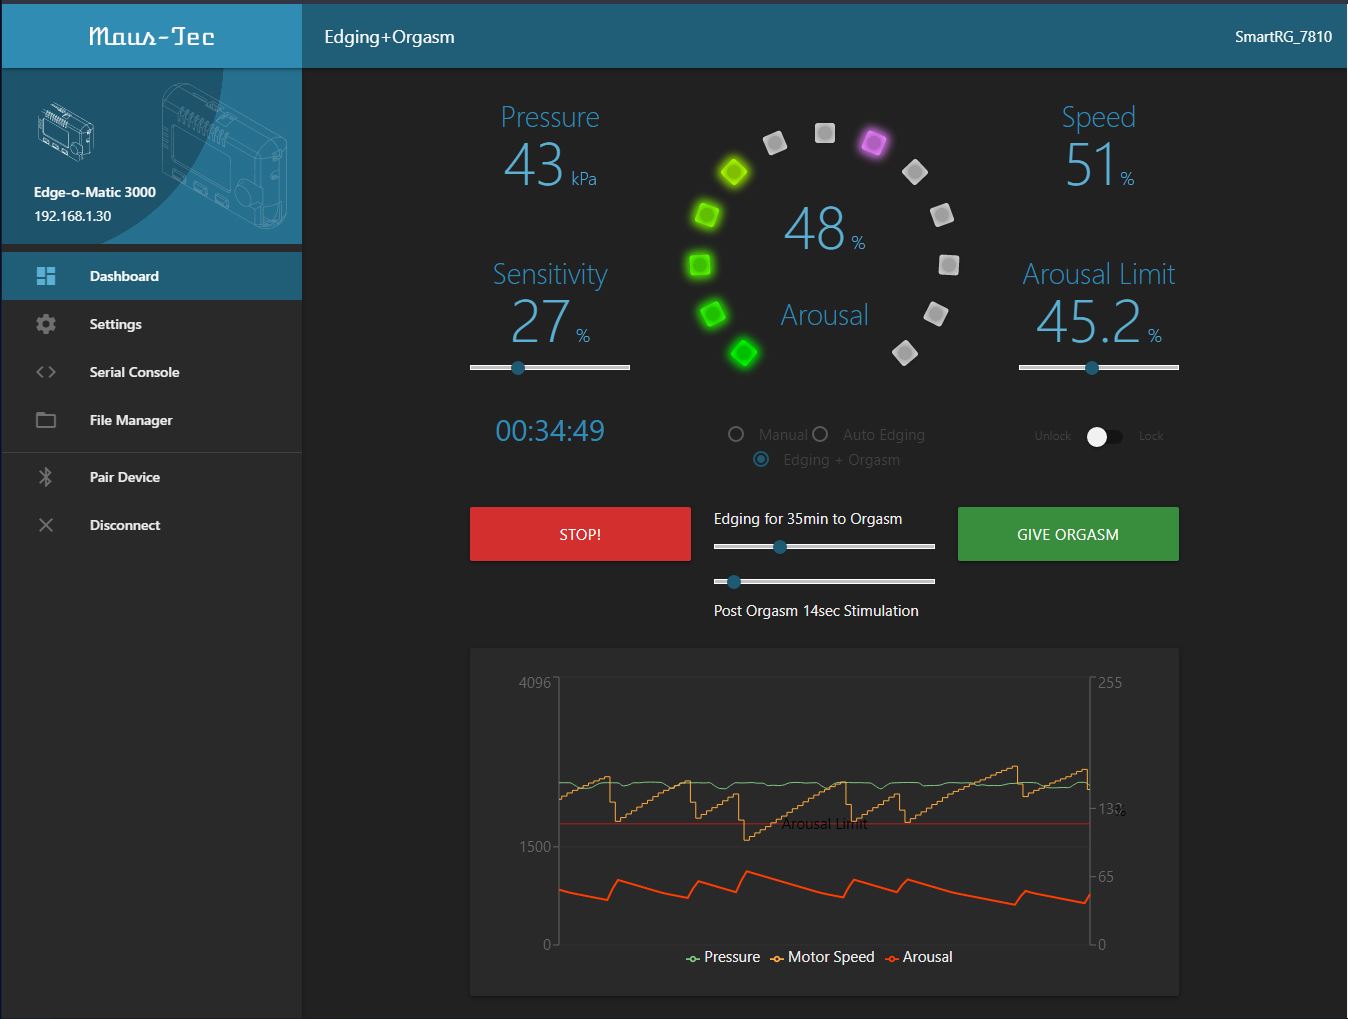 Maus-Tec
Edging+Orgasm
SmartRG_7810
Edge-o-Matic 3000
192.168.1.30
Dashboard
Settings
Serial Console
File Manager
Pair Device
Disconnect
Pressure
43 kPa
Speed
51 %
48 %
Arousal
Sensitivity
27 %
Arousal Limit
45.2 %
00:34:49
Manual Auto Edging
Edging + Orgasm
Unlock Lock
STOP!
Edging for 35min to Orgasm
GIVE ORGASM
Post Orgasm 14sec Stimulation
4096 255
133 %
Arousal Limit
1500
65
0 0
Pressure Motor Speed Arousal